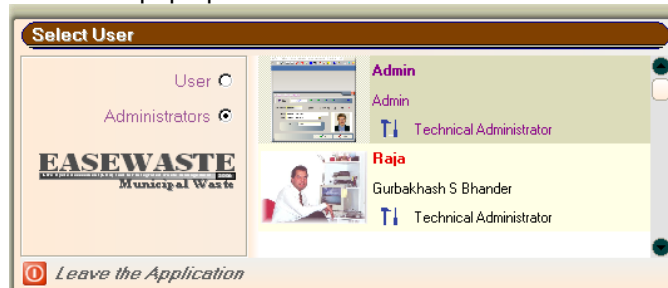 Select User
User
Administrators
EASEWASTE
2008
Municipal Waste
Admin
Admin
Technical Administrator
Raja
Gurbakhash S Bhander
Technical Administrator
Leave the Application